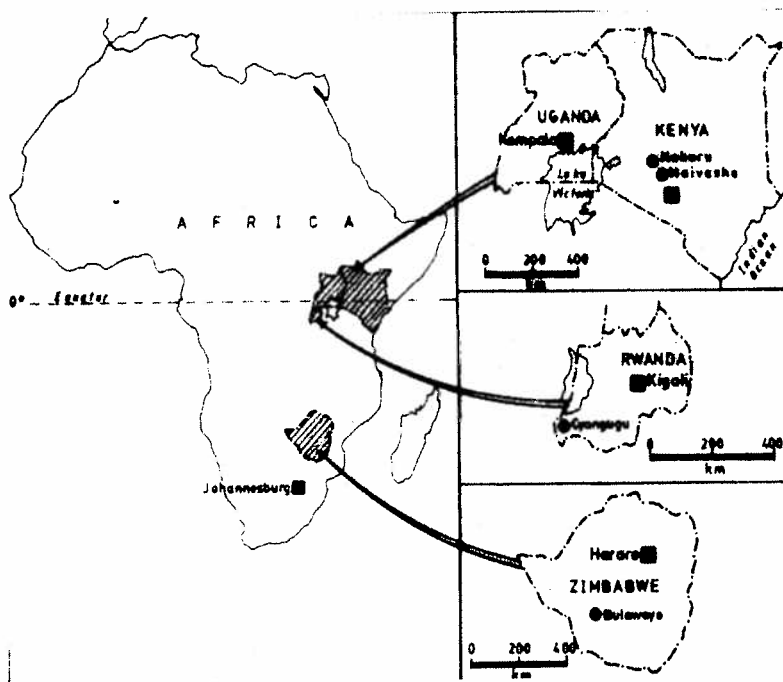 AFRICA
0° Equator
Johannesburg
UGANDA
Kampala
KENYA
Nakuru
Naivasha
Lake
Victoria
Indian
Ocean
0 200 400
km
RWANDA
Kigali
Cyangugu
0 200 400
km
Harare
ZIMBABWE
Bulawayo
0 200 400
km